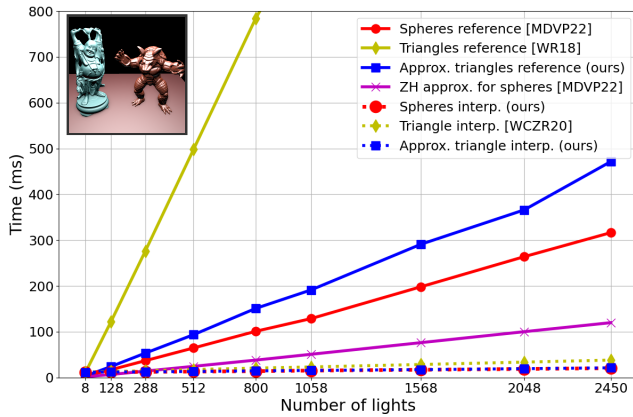 800
700
600
500
400
300
200
100
0
Time (ms)
Spheres reference [MDVP22]
Triangles reference [WR18]
Approx. triangles reference (ours)
ZH approx. for spheres [MDVP22]
Spheres interp. (ours)
Triangle interp. [WCZR20]
Approx. triangle interp. (ours)
8 128 288 512 800 1058 1568 2048 2450
Number of lights